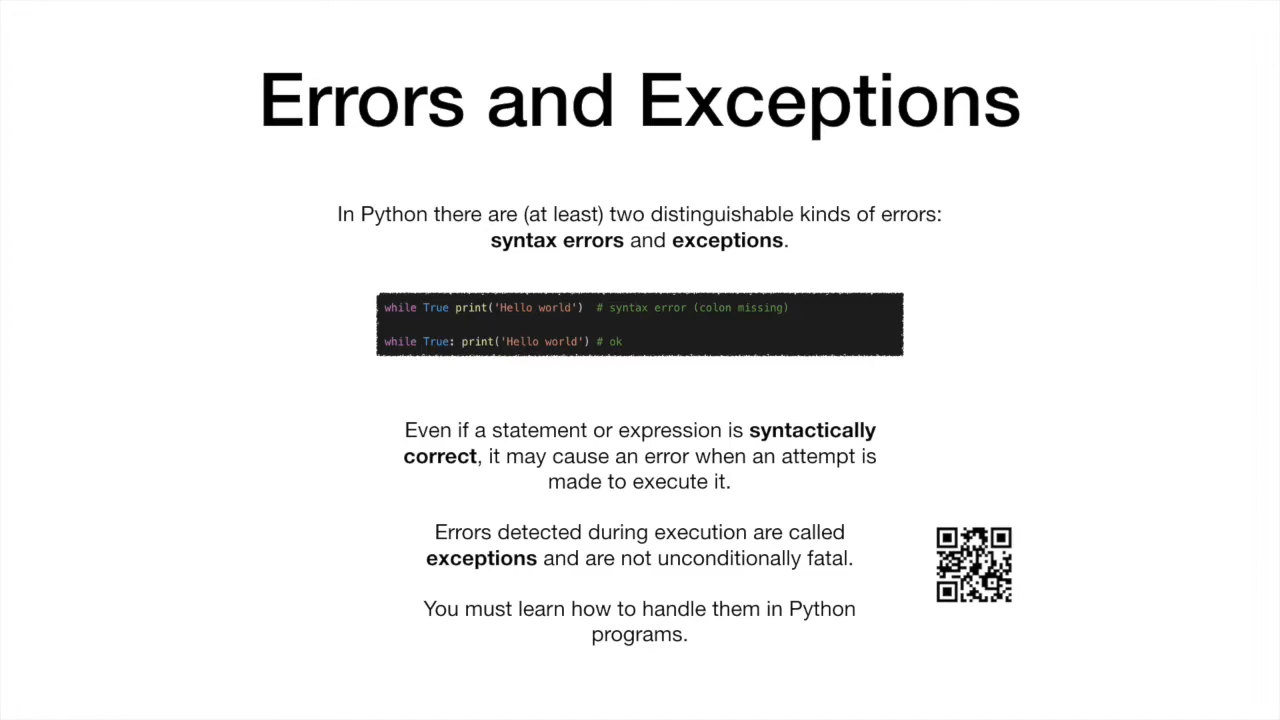 Errors and Exceptions
In Python there are (at least) two distinguishable kinds of errors:
syntax errors and exceptions.
while True print('Hello world')  # syntax error (colon missing)
while True: print('Hello world') # ok
Even if a statement or expression is syntactically
correct, it may cause an error when an attempt is
made to execute it.
Errors detected during execution are called
exceptions and are not unconditionally fatal.
You must learn how to handle them in Python
programs.